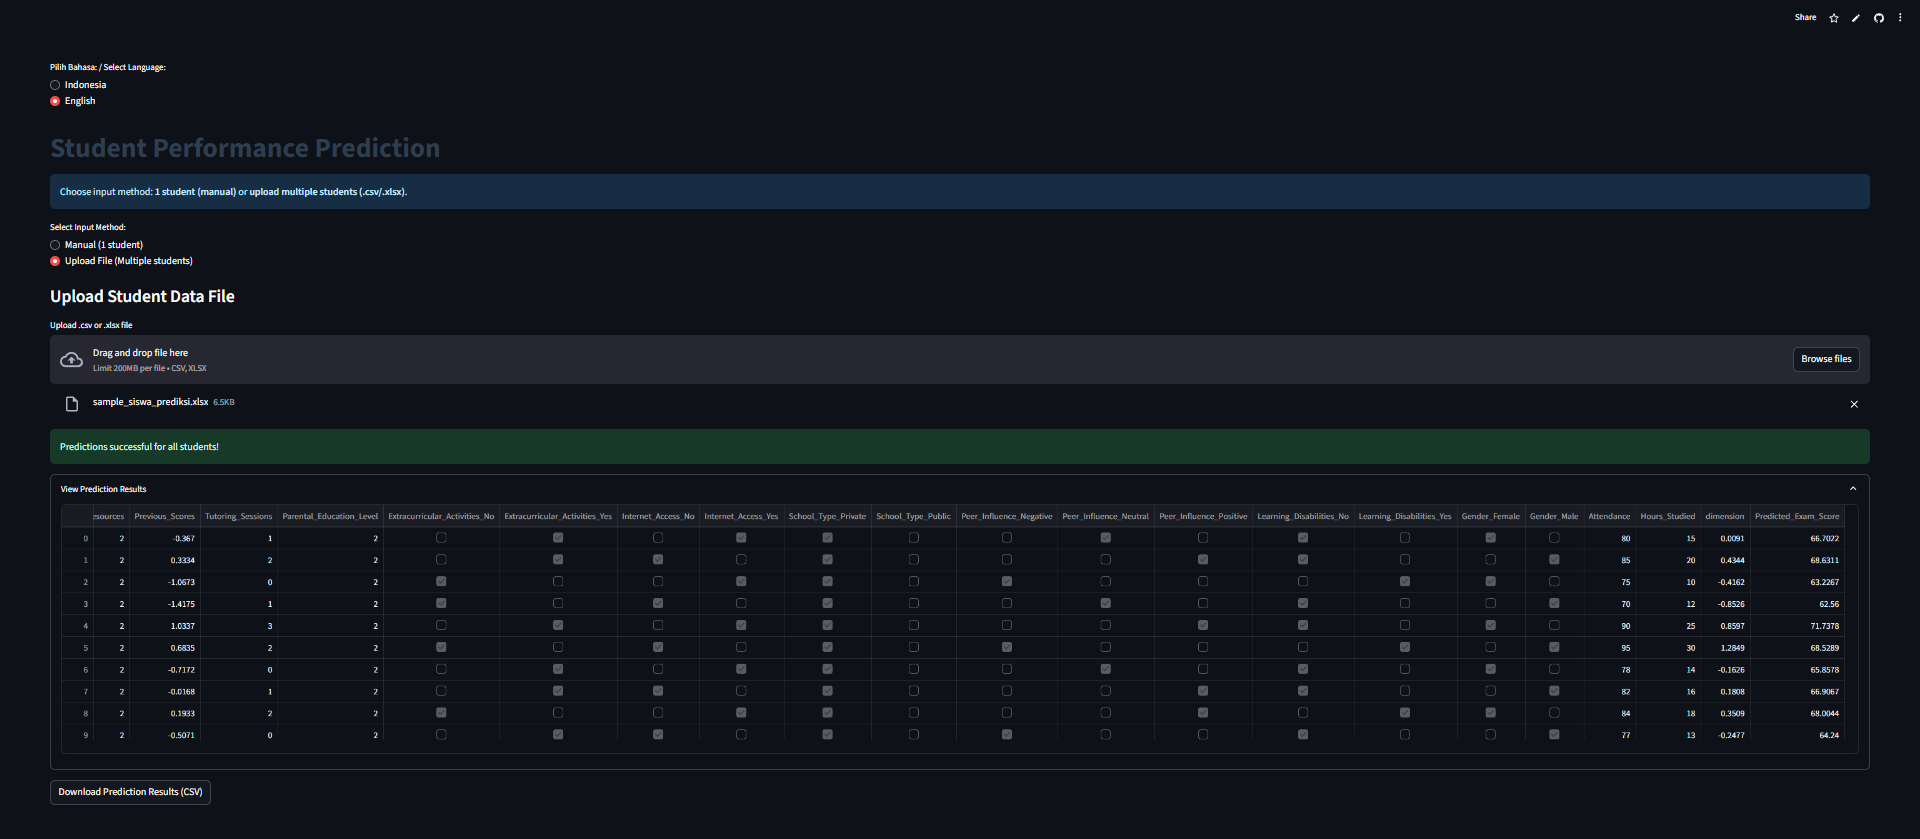 Share
Pilih Bahasa: / Select Language:
Indonesia
English
Student Performance Prediction
Choose input method: 1 student (manual) or upload multiple students (.csv/.xlsx).
Select Input Method:
Manual (1 student)
Upload File (Multiple students)
Upload Student Data File
Upload .csv or .xlsx file
Drag and drop file here
Limit 200MB per file • CSV, XLSX
Browse files
sample_siswa_prediksi.xlsx 6.5KB
Predictions successful for all students!
View Prediction Results
esources Previous_Scores Tutoring_Sessions Parental_Education_Level Extracurricular_Activities_No Extracurricular_Activities_Yes Internet_Access_No Internet_Access_Yes School_Type_Private School_Type_Public Peer_Influence_Negative Peer_Influence_Neutral Peer_Influence_Positive Learning_Disabilities_No Learning_Disabilities_Yes Gender_Female Gender_Male Attendance Hours_Studied dimension Predicted_Exam_Score
0 2 -0.367 1 2 80 15 0.0091 66.7022
1 2 0.3334 2 2 85 20 0.4344 68.6311
2 2 -1.0673 0 2 75 10 -0.4162 63.2267
3 2 -1.4175 1 2 70 12 -0.8526 62.56
4 2 1.0337 3 2 90 25 0.8597 71.7378
5 2 0.6835 2 2 95 30 1.2849 68.5289
6 2 -0.7172 0 2 78 14 -0.1626 65.8578
7 2 -0.0168 1 2 82 16 0.1808 66.9067
8 2 0.1933 2 2 84 18 0.3509 68.0044
9 2 -0.5071 0 2 77 13 -0.2477 64.24
Download Prediction Results (CSV)